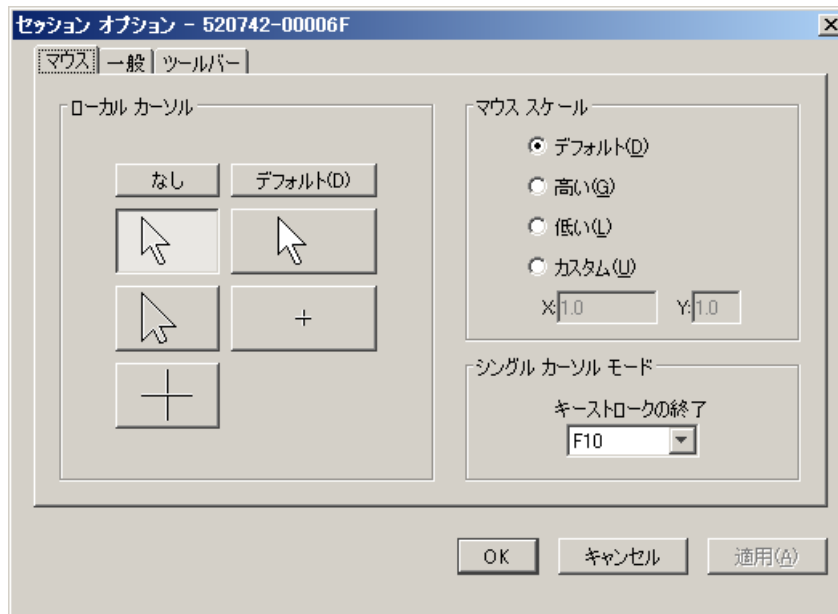 セッション オプション - 520742-00006F
マウス 一般 ツールバー
ローカル カーソル
なし デフォルト(D)
マウス スケール
デフォルト(D)
高い(G)
低い(L)
カスタム(U)
X:1.0 Y:1.0
シングル カーソル モード
キーストロークの終了
F10
OK キャンセル 適用(A)